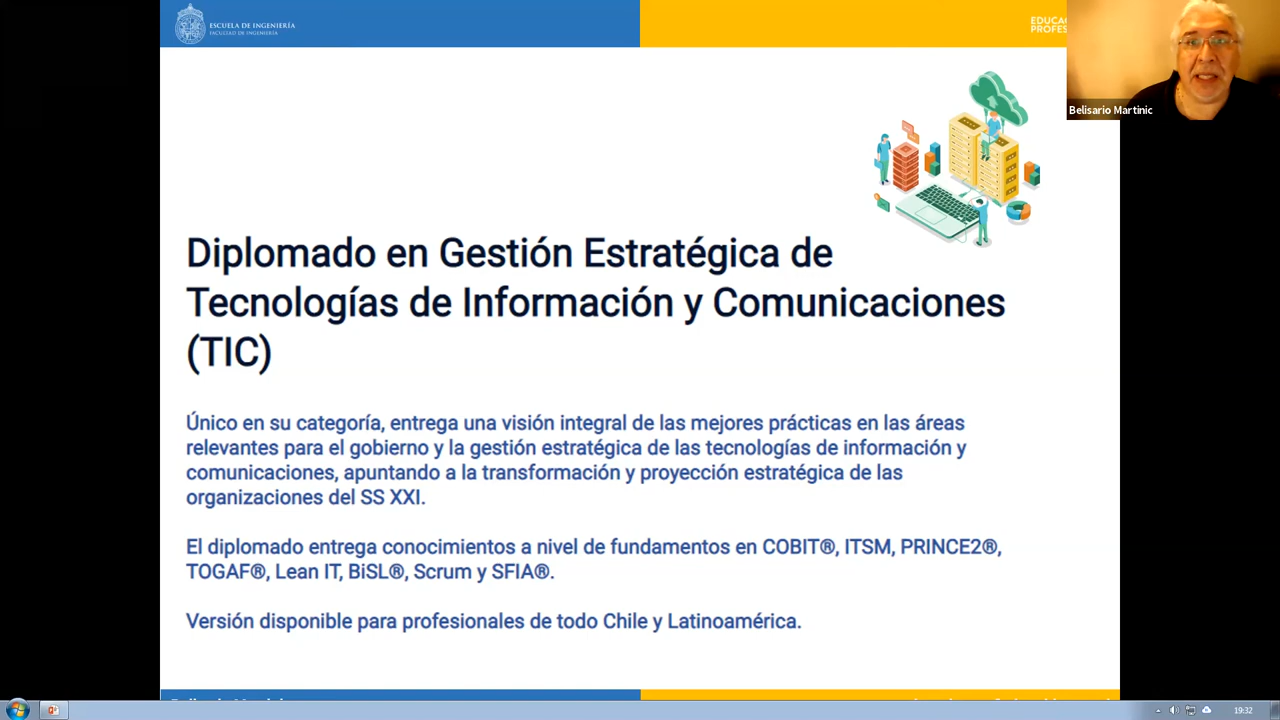 ESCUELA DE INGENIERÍA
FACULTAD DE INGENIERÍA
Belisario Martinic
Diplomado en Gestión Estratégica de
Tecnologías de Información y Comunicaciones
(TIC)
Único en su categoría, entrega una visión integral de las mejores prácticas en las áreas
relevantes para el gobierno y la gestión estratégica de las tecnologías de información y
comunicaciones, apuntando a la transformación y proyección estratégica de las
organizaciones del SS XXI.
El diplomado entrega conocimientos a nivel de fundamentos en COBIT®, ITSM, PRINCE2®,
TOGAF®, Lean IT, BiSL®, Scrum y SFIA®.
Versión disponible para profesionales de todo Chile y Latinoamérica.
19:32